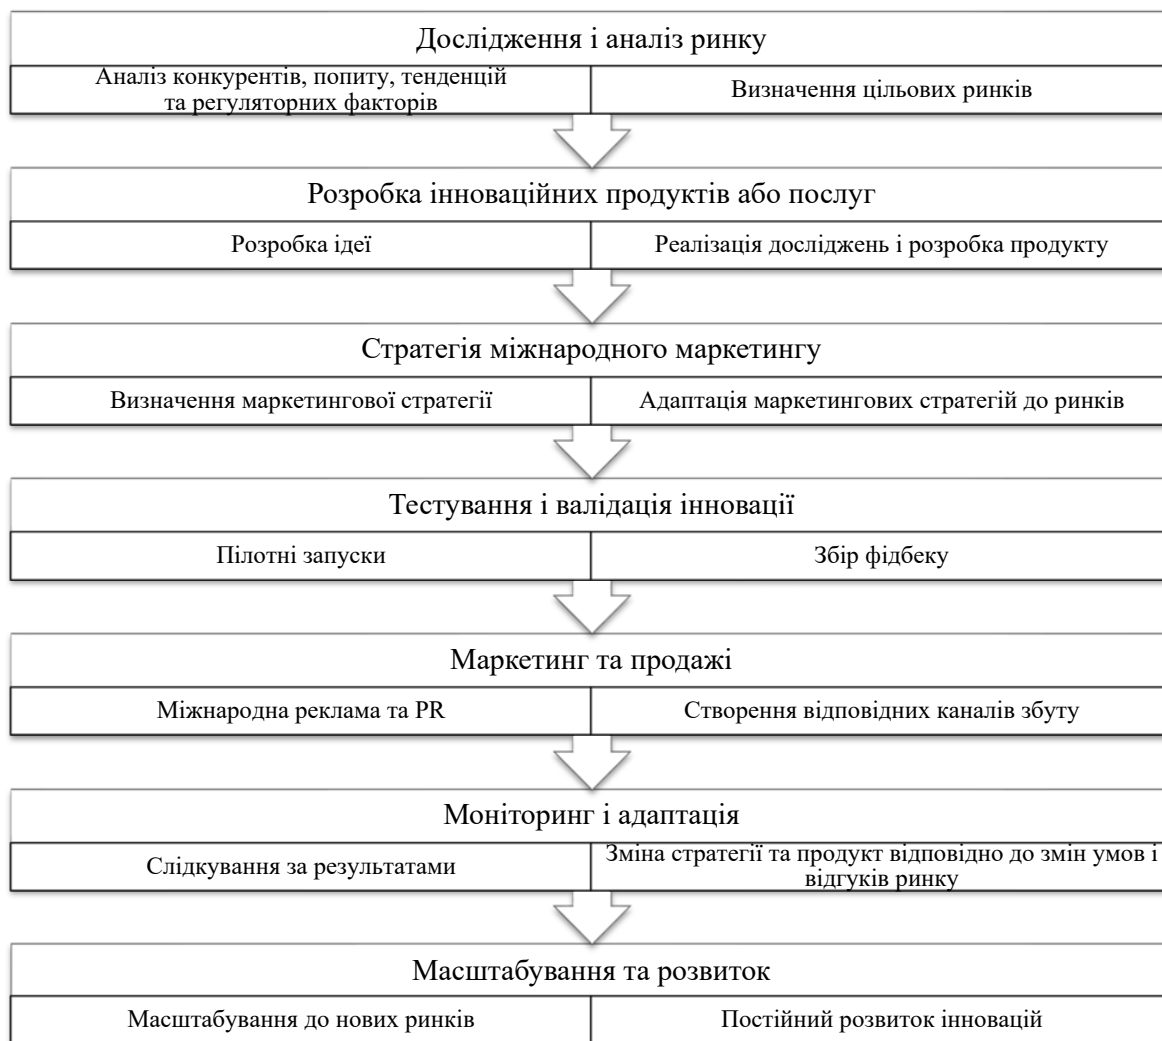 Дослідження і аналіз ринку
Аналіз конкурентів, попиту, тенденцій
та регуляторних факторів
Визначення цільових ринків
Розробка інноваційних продуктів або послуг
Розробка ідеї
Реалізація досліджень і розробка продукту
Стратегія міжнародного маркетингу
Визначення маркетингової стратегії
Адаптація маркетингових стратегій до ринків
Тестування і валідація інновації
Пілотні запуски
Збір фідбеку
Маркетинг та продажі
Міжнародна реклама та PR
Створення відповідних каналів збуту
Моніторинг і адаптація
Слідкування за результатами
Зміна стратегії та продукт відповідно до змін умов і
відгуків ринку
Масштабування та розвиток
Масштабування до нових ринків
Постійний розвиток інновацій